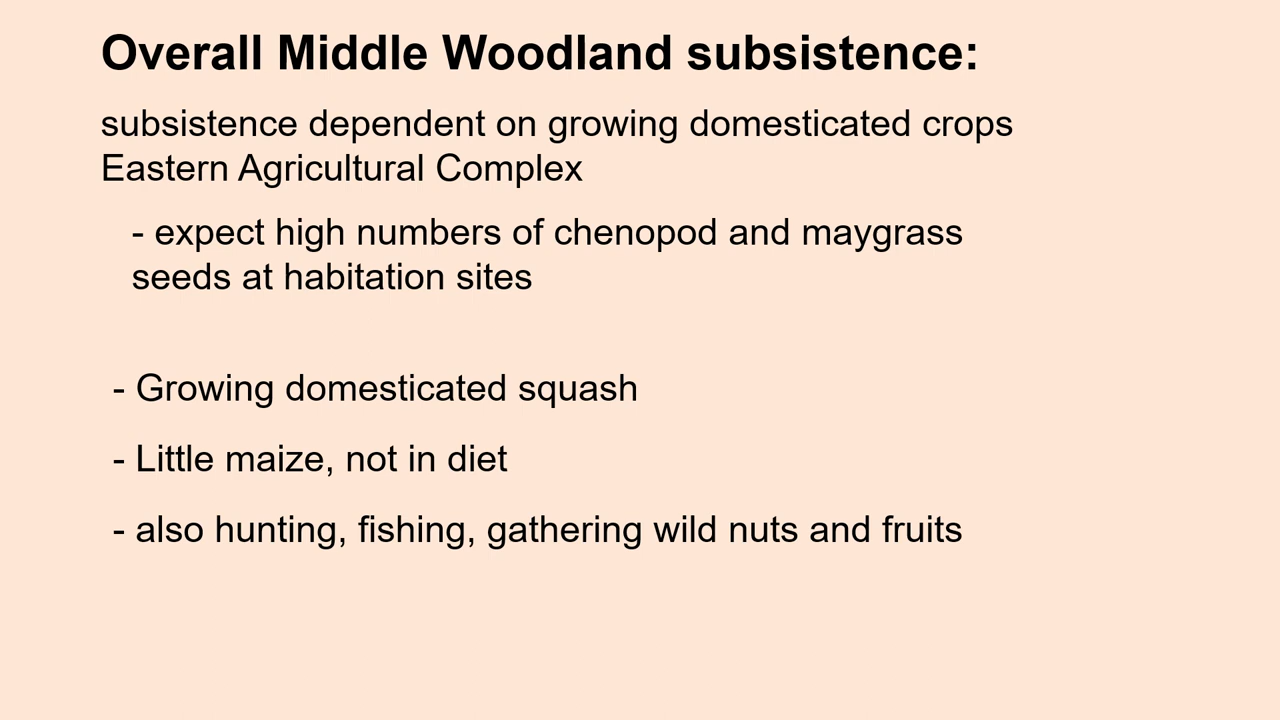 Overall Middle Woodland subsistence:
subsistence dependent on growing domesticated crops
Eastern Agricultural Complex
- expect high numbers of chenopod and maygrass
seeds at habitation sites
- Growing domesticated squash
- Little maize, not in diet
- also hunting, fishing, gathering wild nuts and fruits